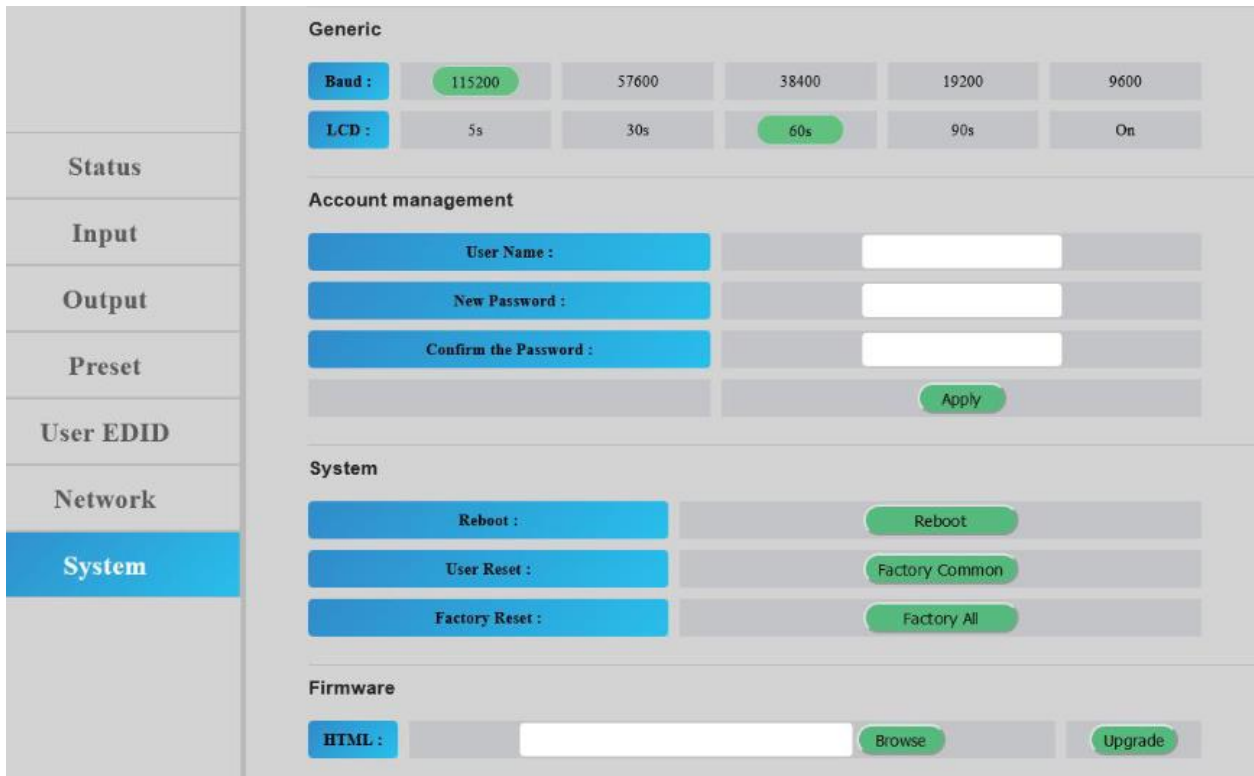 Generic
Baud : 115200 57600 38400 19200 9600
LCD : 5s 30s 60s 90s On
Status
Account management
Input
User Name :
Output
New Password :
Preset
Confirm the Password :
Apply
User EDID
System
Network
Reboot : Reboot
System
User Reset : Factory Common
Factory Reset : Factory All
Firmware
HTML : Browse Upgrade